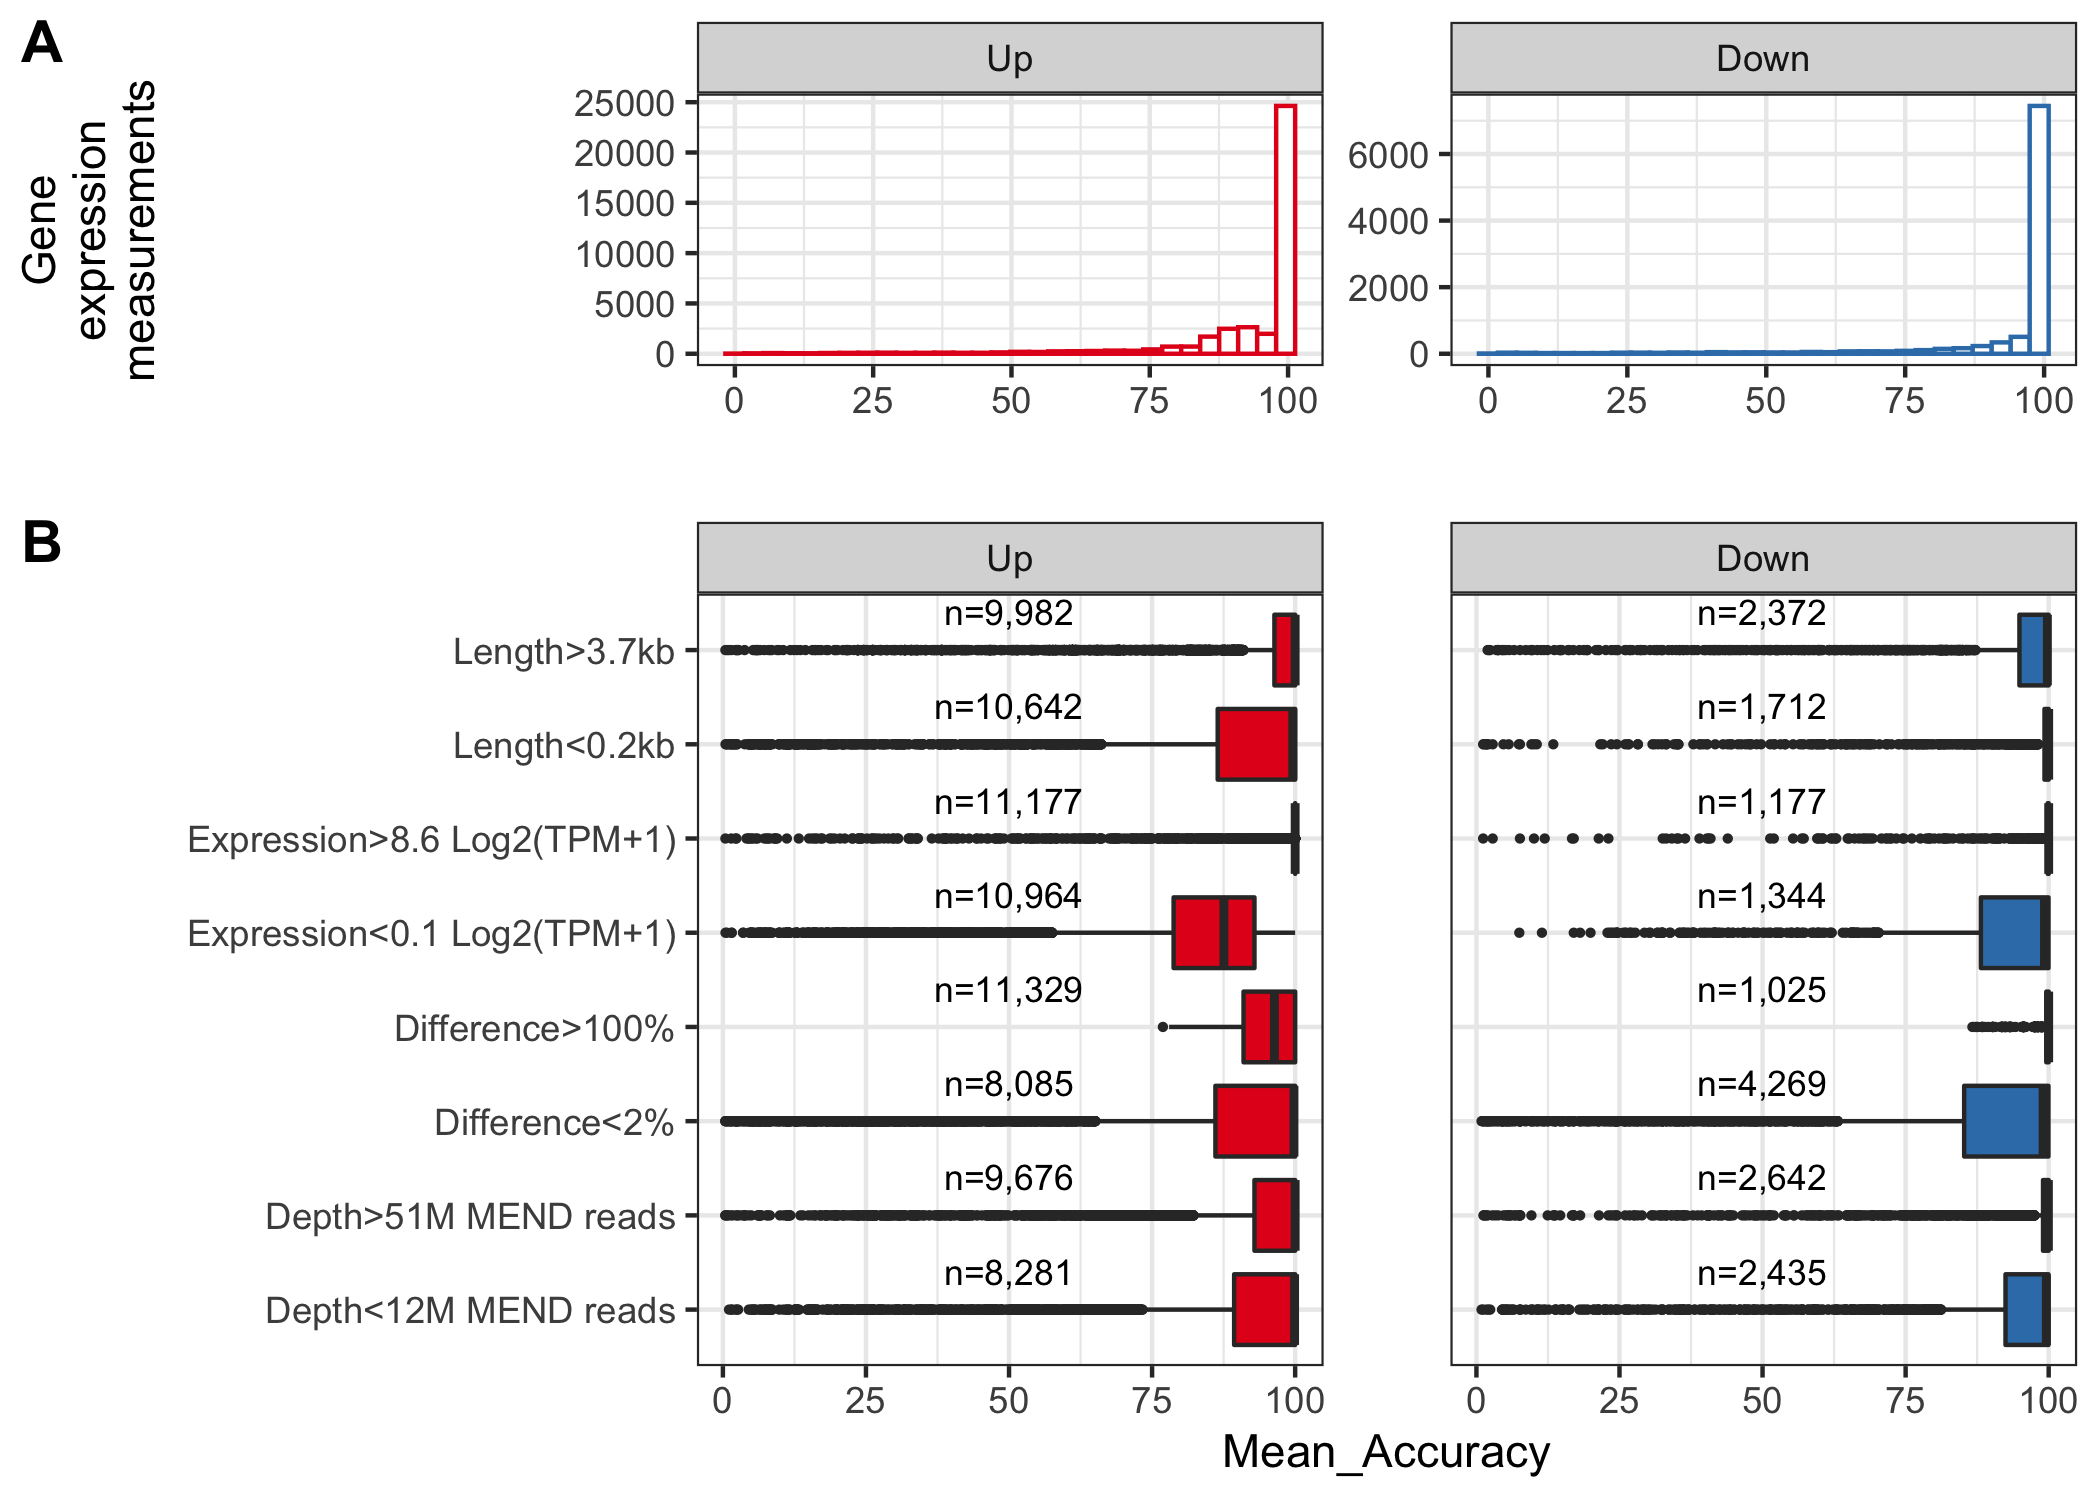 A
Gene
expression
measurements
Up
Down
25000
20000
15000
10000
5000
0
6000
4000
2000
0
0 25 50 75 100
0 25 50 75 100
B
Up
Down
Length>3.7kb
n=9,982
n=2,372
Length<0.2kb
n=10,642
n=1,712
Expression>8.6 Log2(TPM+1)
n=11,177
n=1,177
Expression<0.1 Log2(TPM+1)
n=10,964
n=1,344
Difference>100%
n=11,329
n=1,025
Difference<2%
n=8,085
n=4,269
Depth>51M MEND reads
n=9,676
n=2,642
Depth<12M MEND reads
n=8,281
n=2,435
0 25 50 75 100
0 25 50 75 100
Mean_Accuracy